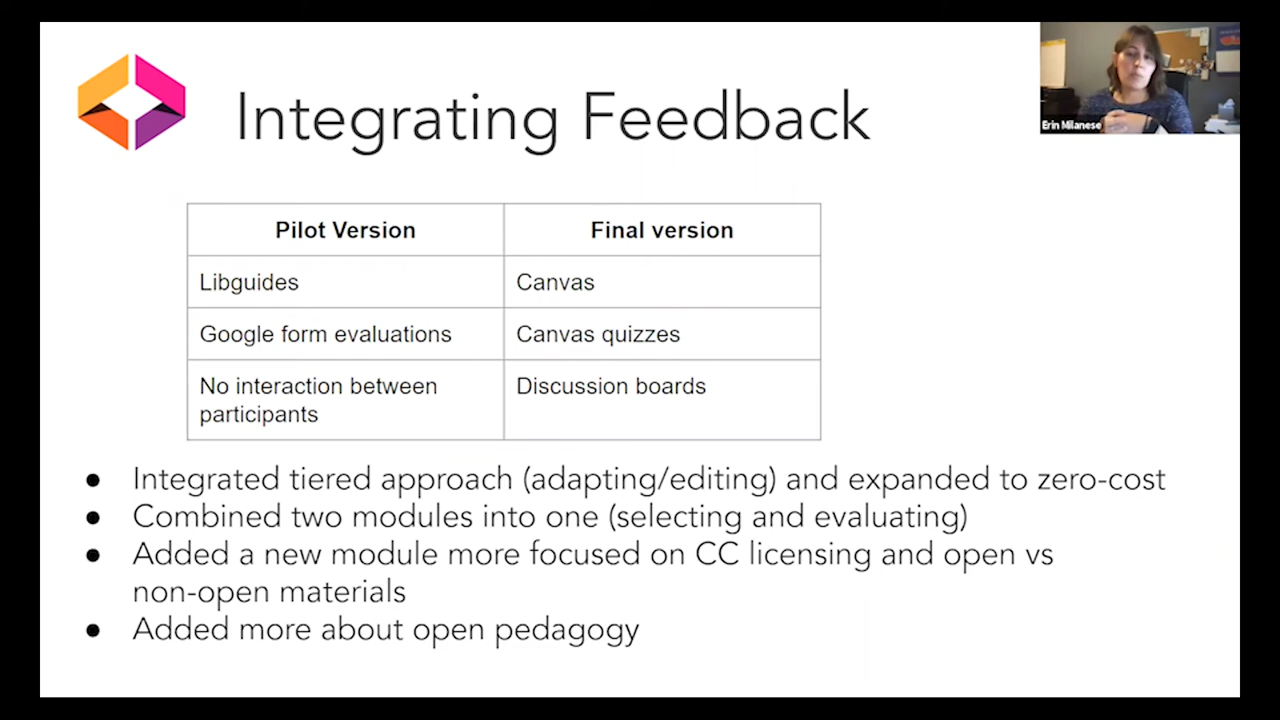 Integrating Feedback
Erin Milanese
Pilot Version
Final version
Libguides
Canvas
Google form evaluations
Canvas quizzes
No interaction between
participants
Discussion boards
● Integrated tiered approach (adapting/editing) and expanded to zero-cost
● Combined two modules into one (selecting and evaluating)
● Added a new module more focused on CC licensing and open vs
non-open materials
● Added more about open pedagogy